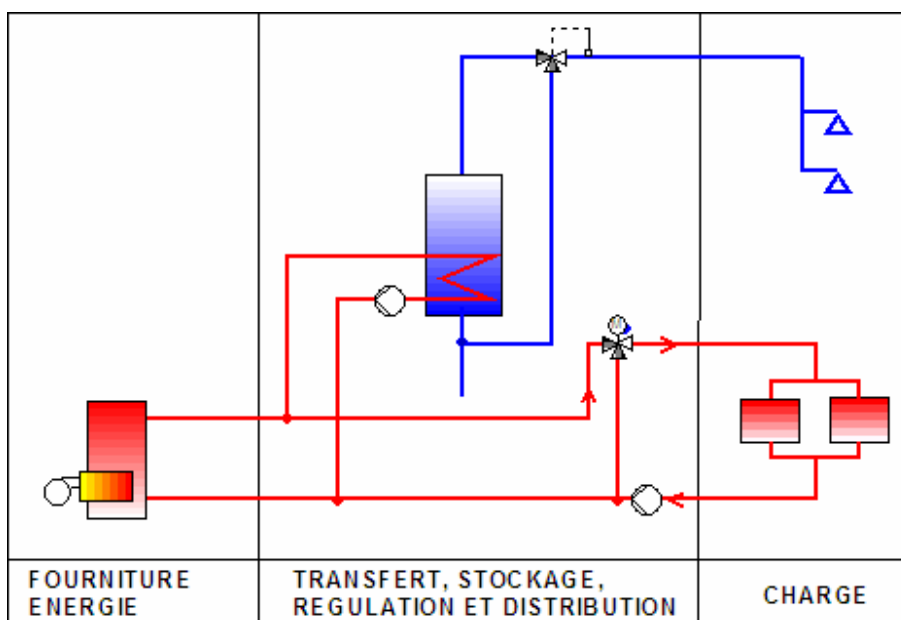 FOURNITURE
ENERGIE
TRANSFERT, STOCKAGE,
REGULATION ET DISTRIBUTION
CHARGE